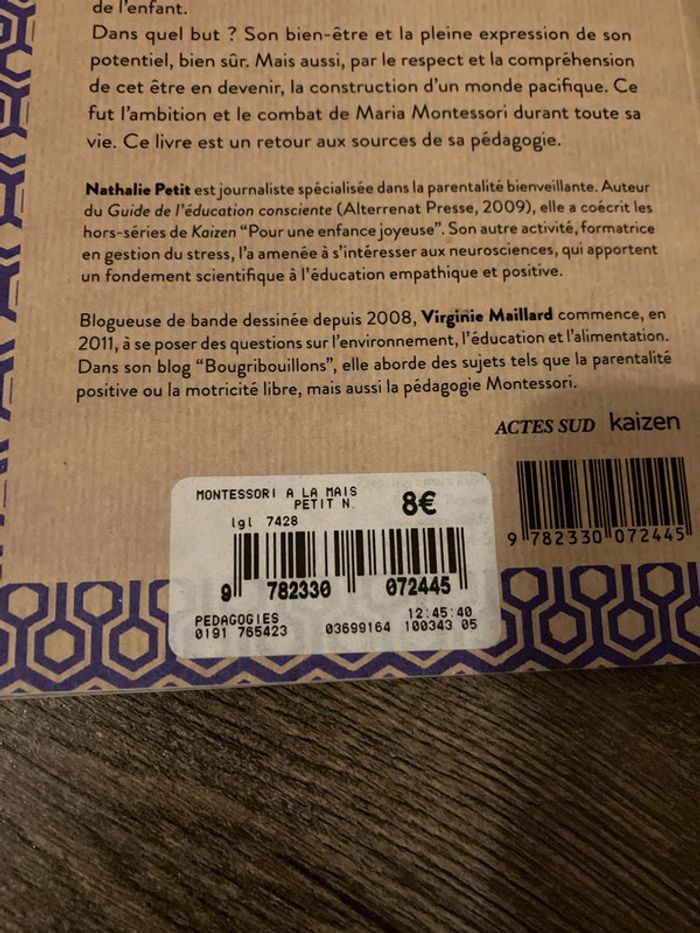 de l'enfant.
Dans quel but ? Son bien-être et la pleine expression de son
potentiel, bien sûr. Mais aussi, par le respect et la compréhension
de cet être en devenir, la construction d'un monde pacifique. Ce
fut l'ambition et le combat de Maria Montessori durant toute sa
vie. Ce livre est un retour aux sources de sa pédagogie.
Nathalie Petit est journaliste spécialisée dans la parentalité bienveillante. Auteur
du Guide de l'éducation consciente (Alterrenat Presse, 2009), elle a coécrit les
hors-séries de Kaizen “Pour une enfance joyeuse”. Son autre activité, formatrice
en gestion du stress, l'a amenée à s'intéresser aux neurosciences, qui apportent
un fondement scientifique à l'éducation empathique et positive.
Blogueuse de bande dessinée depuis 2008, Virginie Maillard commence, en
2011, à se poser des questions sur l'environnement, l'éducation et l'alimentation.
Dans son blog “Bougribouillons”, elle aborde des sujets tels que la parentalité
positive ou la motricité libre, mais aussi la pédagogie Montessori.
ACTES SUD kaizen
9 782330 072445
MONTESSORI A LA MAIS
PETIT N. 8€
lgl 7428
9 782330 072445
PEDAGOGIES 12:45:40
0191 765423 03699164 100343 05